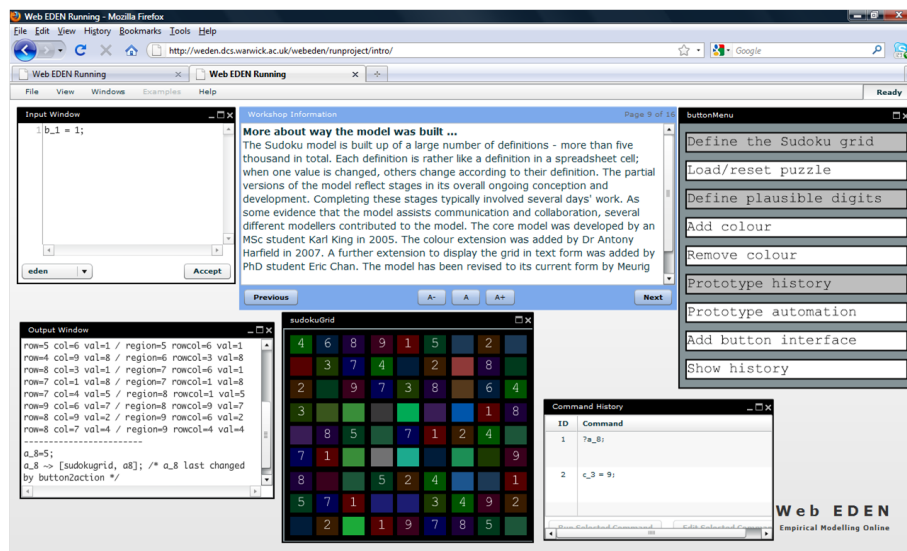 Web EDEN Running - Mozilla Firefox
File Edit View History Bookmarks Tools Help
http://weden.dcs.warwick.ac.uk/webeden/runproject/intro/
Google
Web EDEN Running
Web EDEN Running
File View Windows Examples Help
Ready
Input Window
1 b_1 = 1;
eden
Accept
Workshop Information
Page 9 of 16
More about way the model was built ...
The Sudoku model is built up of a large number of definitions - more than five
thousand in total. Each definition is rather like a definition in a spreadsheet cell;
when one value is changed, others change according to their definition. The partial
versions of the model reflect stages in its overall ongoing conception and
development. Completing these stages typically involved several days' work. As
some evidence that the model assists communication and collaboration, several
different modellers contributed to the model. The core model was developed by an
MSc student Karl King in 2005. The colour extension was added by Dr Antony
Harfield in 2007. A further extension to display the grid in text form was added by
PhD student Eric Chan. The model has been revised to its current form by Meurig
Previous
A-
A
A+
Next
buttonMenu
Define the Sudoku grid
Load/reset puzzle
Define plausible digits
Add colour
Remove colour
Prototype history
Prototype automation
Add button interface
Show history
Output Window
row=5 col=6 val=1 / region=5 rowcol=6 val=1
row=4 col=9 val=8 / region=6 rowcol=3 val=8
row=8 col=3 val=1 / region=7 rowcol=6 val=1
row=7 col=1 val=8 / region=7 rowcol=1 val=8
row=7 col=4 val=5 / region=8 rowcol=1 val=5
row=9 col=6 val=7 / region=8 rowcol=9 val=7
row=8 col=9 val=2 / region=9 rowcol=6 val=2
row=8 col=7 val=4 / region=9 rowcol=4 val=4
-----------------------
a_8=5;
a_8 ~> [sudokugrid, a8]; /* a_8 last changed
by button2action */
sudokuGrid
4 6 8 9 1 5 2
3 7 4 2 8
2 9 7 3 8 6 4
3 1 8
8 5 7 1 2 4
7 1 9
8 5 2 4 1
5 7 1 3 4 9 2
2 1 9 7 8 5
Command History
ID Command
1 ?a_8;
2 c_3 = 9;
Run Selected Command
Web EDEN
Empirical Modelling Online